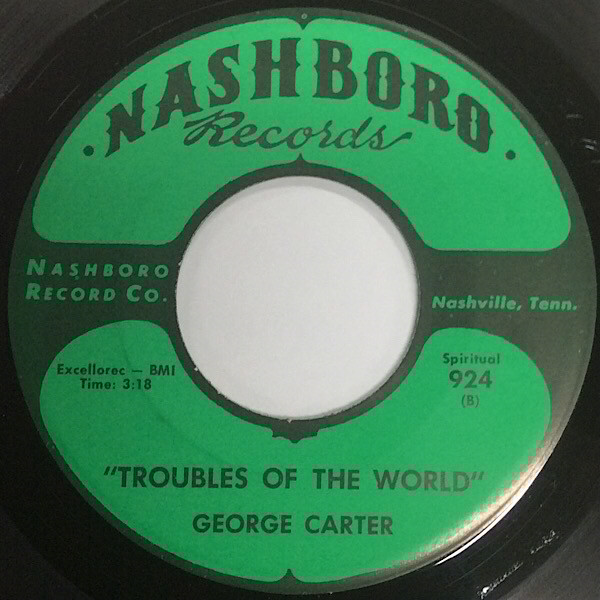 · NASHBORO ·
Records
NASHBORO
RECORD CO.
Nashville, Tenn.
Excellorec — BMI
Time: 3:18
Spiritual
924
(B)
"TROUBLES OF THE WORLD"
GEORGE CARTER